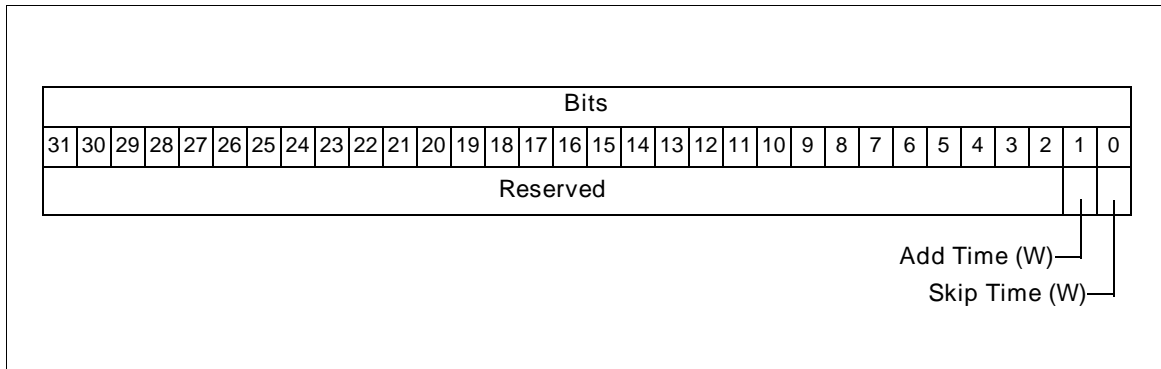 Bits
31 30 29 28 27 26 25 24 23 22 21 20 19 18 17 16 15 14 13 12 11 10 9 8 7 6 5 4 3 2 1 0
Reserved
Add Time (W)
Skip Time (W)